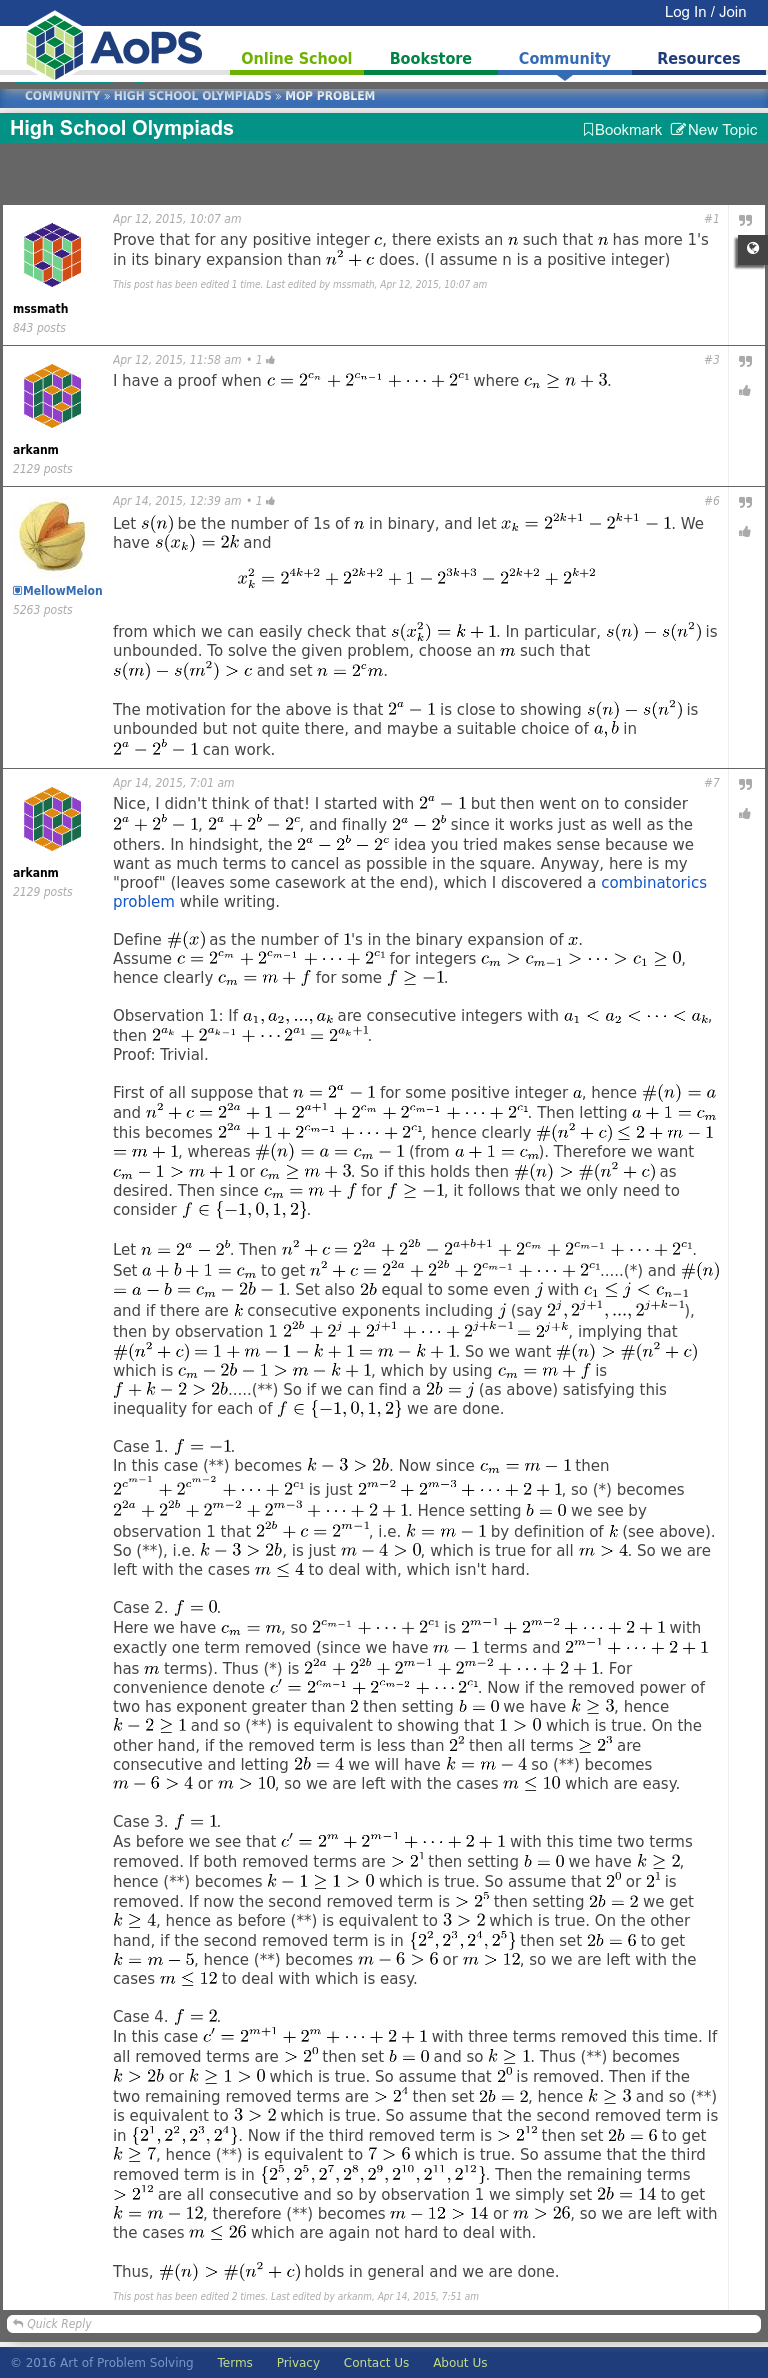 Log In / Join
AoPS
Online School Bookstore Community Resources
COMMUNITY » HIGH SCHOOL OLYMPIADS » MOP PROBLEM
High School Olympiads
Bookmark New Topic
Apr 12, 2015, 10:07 am #1
Prove that for any positive integer c, there exists an n such that n has more 1's
in its binary expansion than n² + c does. (I assume n is a positive integer)
This post has been edited 1 time. Last edited by mssmath, Apr 12, 2015, 10:07 am
mssmath
843 posts
Apr 12, 2015, 11:58 am • 1 #3
I have a proof when c = 2^{c_n} + 2^{c_{n−1}} + ··· + 2^{c_1} where c_n ≥ n + 3.
arkanm
2129 posts
Apr 14, 2015, 12:39 am • 1 #6
Let s(n) be the number of 1s of n in binary, and let x_k = 2^{2k+1} − 2^{k+1} − 1. We
have s(x_k) = 2k and
x_k^2 = 2^{4k+2} + 2^{2k+2} + 1 − 2^{3k+3} − 2^{2k+2} + 2^{k+2}
MellowMelon
5263 posts
from which we can easily check that s(x_k^2) = k + 1. In particular, s(n) − s(n²) is
unbounded. To solve the given problem, choose an m such that
s(m) − s(m²) > c and set n = 2^c m.
The motivation for the above is that 2^a − 1 is close to showing s(n) − s(n²) is
unbounded but not quite there, and maybe a suitable choice of a, b in
2^a − 2^b − 1 can work.
Apr 14, 2015, 7:01 am #7
Nice, I didn't think of that! I started with 2^a − 1 but then went on to consider
2^a + 2^b − 1, 2^a + 2^b − 2^c, and finally 2^a − 2^b since it works just as well as the
others. In hindsight, the 2^a − 2^b − 2^c idea you tried makes sense because we
want as much terms to cancel as possible in the square. Anyway, here is my
"proof" (leaves some casework at the end), which I discovered a combinatorics
problem while writing.
arkanm
2129 posts
Define #(x) as the number of 1's in the binary expansion of x.
Assume c = 2^{c_m} + 2^{c_{m−1}} + ··· + 2^{c_1} for integers c_m > c_{m−1} > ··· > c_1 ≥ 0,
hence clearly c_m = m + f for some f ≥ −1.
Observation 1: If a_1, a_2, ..., a_k are consecutive integers with a_1 < a_2 < ··· < a_k,
then 2^{a_k} + 2^{a_{k−1}} + ··· 2^{a_1} = 2^{a_k+1}.
Proof: Trivial.
First of all suppose that n = 2^a − 1 for some positive integer a, hence #(n) = a
and n² + c = 2^{2a} + 1 − 2^{a+1} + 2^{c_m} + 2^{c_{m−1}} + ··· + 2^{c_1}. Then letting a + 1 = c_m
this becomes 2^{2a} + 1 + 2^{c_{m−1}} + ··· + 2^{c_1}, hence clearly #(n² + c) ≤ 2 + m − 1
= m + 1, whereas #(n) = a = c_m − 1 (from a + 1 = c_m). Therefore we want
c_m − 1 > m + 1 or c_m ≥ m + 3. So if this holds then #(n) > #(n² + c) as
desired. Then since c_m = m + f for f ≥ −1, it follows that we only need to
consider f ∈ {−1, 0, 1, 2}.
Let n = 2^a − 2^b. Then n² + c = 2^{2a} + 2^{2b} − 2^{a+b+1} + 2^{c_m} + 2^{c_{m−1}} + ··· + 2^{c_1}.
Set a + b + 1 = c_m to get n² + c = 2^{2a} + 2^{2b} + 2^{c_{m−1}} + ··· + 2^{c_1}.....(*) and #(n)
= a − b = c_m − 2b − 1. Set also 2b equal to some even j with c_1 ≤ j < c_{n−1}
and if there are k consecutive exponents including j (say 2^j, 2^{j+1}, ..., 2^{j+k−1}),
then by observation 1 2^{2b} + 2^j + 2^{j+1} + ··· + 2^{j+k−1} = 2^{j+k}, implying that
#(n² + c) = 1 + m − 1 − k + 1 = m − k + 1. So we want #(n) > #(n² + c)
which is c_m − 2b − 1 > m − k + 1, which by using c_m = m + f is
f + k − 2 > 2b.....(**) So if we can find a 2b = j (as above) satisfying this
inequality for each of f ∈ {−1, 0, 1, 2} we are done.
Case 1. f = −1.
In this case (**) becomes k − 3 > 2b. Now since c_m = m − 1 then
2^{c_{m−1}} + 2^{c_{m−2}} + ··· + 2^{c_1} is just 2^{m−2} + 2^{m−3} + ··· + 2 + 1, so (*) becomes
2^{2a} + 2^{2b} + 2^{m−2} + 2^{m−3} + ··· + 2 + 1. Hence setting b = 0 we see by
observation 1 that 2^{2b} + c = 2^{m−1}, i.e. k = m − 1 by definition of k (see above).
So (**), i.e. k − 3 > 2b, is just m − 4 > 0, which is true for all m > 4. So we are
left with the cases m ≤ 4 to deal with, which isn't hard.
Case 2. f = 0.
Here we have c_m = m, so 2^{c_{m−1}} + ··· + 2^{c_1} is 2^{m−1} + 2^{m−2} + ··· + 2 + 1 with
exactly one term removed (since we have m − 1 terms and 2^{m−1} + ··· + 2 + 1
has m terms). Thus (*) is 2^{2a} + 2^{2b} + 2^{m−1} + 2^{m−2} + ··· + 2 + 1. For
convenience denote c′ = 2^{c_{m−1}} + 2^{c_{m−2}} + ··· 2^{c_1}. Now if the removed power of
two has exponent greater than 2 then setting b = 0 we have k ≥ 3, hence
k − 2 ≥ 1 and so (**) is equivalent to showing that 1 > 0 which is true. On the
other hand, if the removed term is less than 2² then all terms ≥ 2³ are
consecutive and letting 2b = 4 we will have k = m − 4 so (**) becomes
m − 6 > 4 or m > 10, so we are left with the cases m ≤ 10 which are easy.
Case 3. f = 1.
As before we see that c′ = 2^m + 2^{m−1} + ··· + 2 + 1 with this time two terms
removed. If both removed terms are > 2^1 then setting b = 0 we have k ≥ 2,
hence (**) becomes k − 1 ≥ 1 > 0 which is true. So assume that 2^0 or 2^1 is
removed. If now the second removed term is > 2^5 then setting 2b = 2 we get
k ≥ 4, hence as before (**) is equivalent to 3 > 2 which is true. On the other
hand, if the second removed term is in {2^2, 2^3, 2^4, 2^5} then set 2b = 6 to get
k = m − 5, hence (**) becomes m − 6 > 6 or m > 12, so we are left with the
cases m ≤ 12 to deal with which is easy.
Case 4. f = 2.
In this case c′ = 2^{m+1} + 2^m + ··· + 2 + 1 with three terms removed this time. If
all removed terms are > 2^0 then set b = 0 and so k ≥ 1. Thus (**) becomes
k > 2b or k ≥ 1 > 0 which is true. So assume that 2^0 is removed. Then if the
two remaining removed terms are > 2^4 then set 2b = 2, hence k ≥ 3 and so (**)
is equivalent to 3 > 2 which is true. So assume that the second removed term is
in {2^1, 2^2, 2^3, 2^4}. Now if the third removed term is > 2^{12} then set 2b = 6 to get
k ≥ 7, hence (**) is equivalent to 7 > 6 which is true. So assume that the third
removed term is in {2^5, 2^5, 2^7, 2^8, 2^9, 2^{10}, 2^{11}, 2^{12}}. Then the remaining terms
> 2^{12} are all consecutive and so by observation 1 we simply set 2b = 14 to get
k = m − 12, therefore (**) becomes m − 12 > 14 or m > 26, so we are left with
the cases m ≤ 26 which are again not hard to deal with.
Thus, #(n) > #(n² + c) holds in general and we are done.
This post has been edited 2 times. Last edited by arkanm, Apr 14, 2015, 7:51 am
Quick Reply
© 2016 Art of Problem Solving Terms Privacy Contact Us About Us